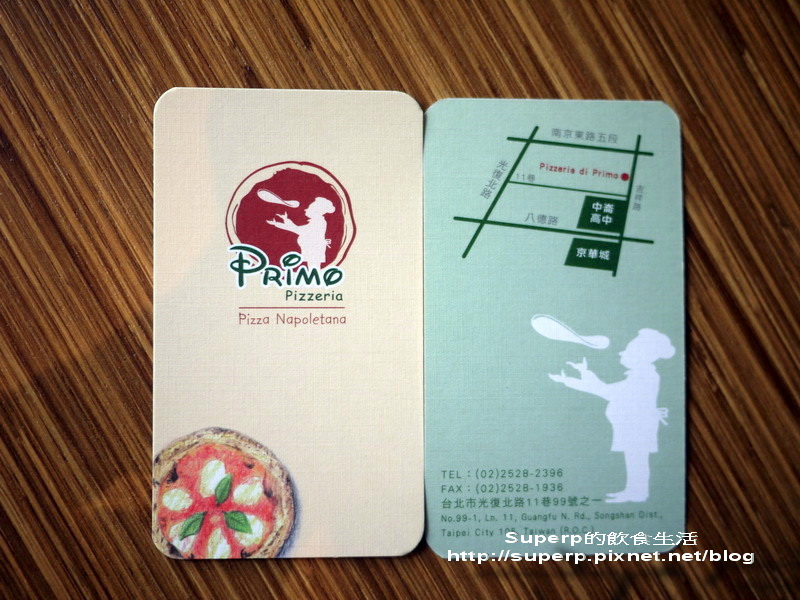 PRIMO
Pizzeria
Pizza Napoletana
南京東路五段
光復北路
Pizzeria di Primo
11巷
吉祥路
中崙
高中
八德路
京華城
TEL：(02)2528-2396
FAX：(02)2528-1936
台北市光復北路11巷99號之一
No.99-1, Ln. 11, Guangfu N. Rd., Songshan Dist.,
Taipei City 105, Taiwan (R.O.C.)
Superp的飲食生活
http://superp.pixnet.net/blog